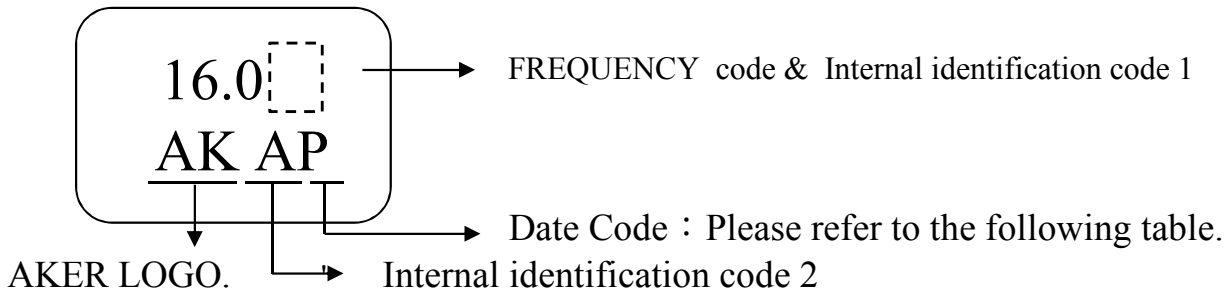 16.0
FREQUENCY code & Internal identification code 1
AK AP
Date Code：Please refer to the following table.
AKER LOGO.
Internal identification code 2